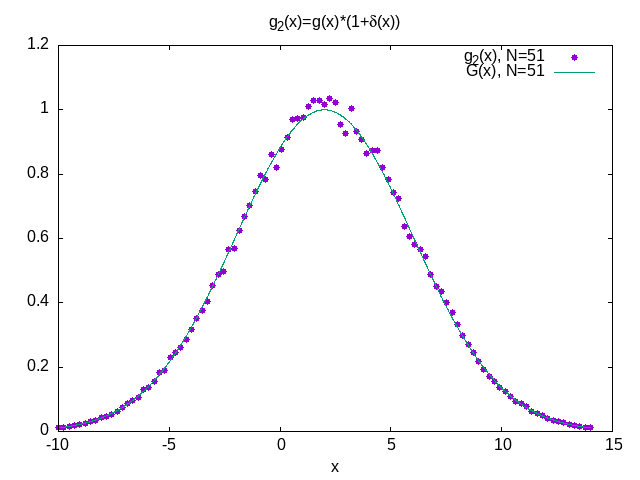 g₂(x)=g(x)*(1+δ(x))
g₂(x), N=51
G̃(x), N=51
1.2
1
0.8
0.6
0.4
0.2
0
-10 -5 0 5 10 15
x